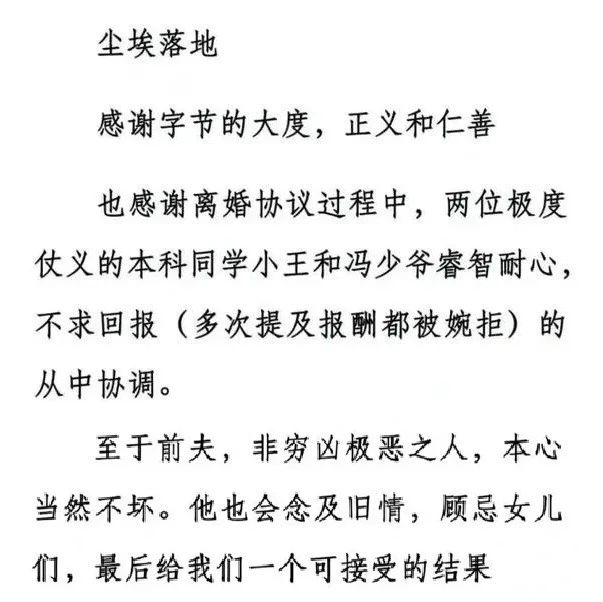 尘埃落地
感谢字节的大度，正义和仁善
也感谢离婚协议过程中，两位极度
仗义的本科同学小王和冯少爷睿智耐心，
不求回报（多次提及报酬都被婉拒）的
从中协调。
至于前夫，非穷凶极恶之人，本心
当然不坏。他也会念及旧情，顾忌女儿
们，最后给我们一个可接受的结果